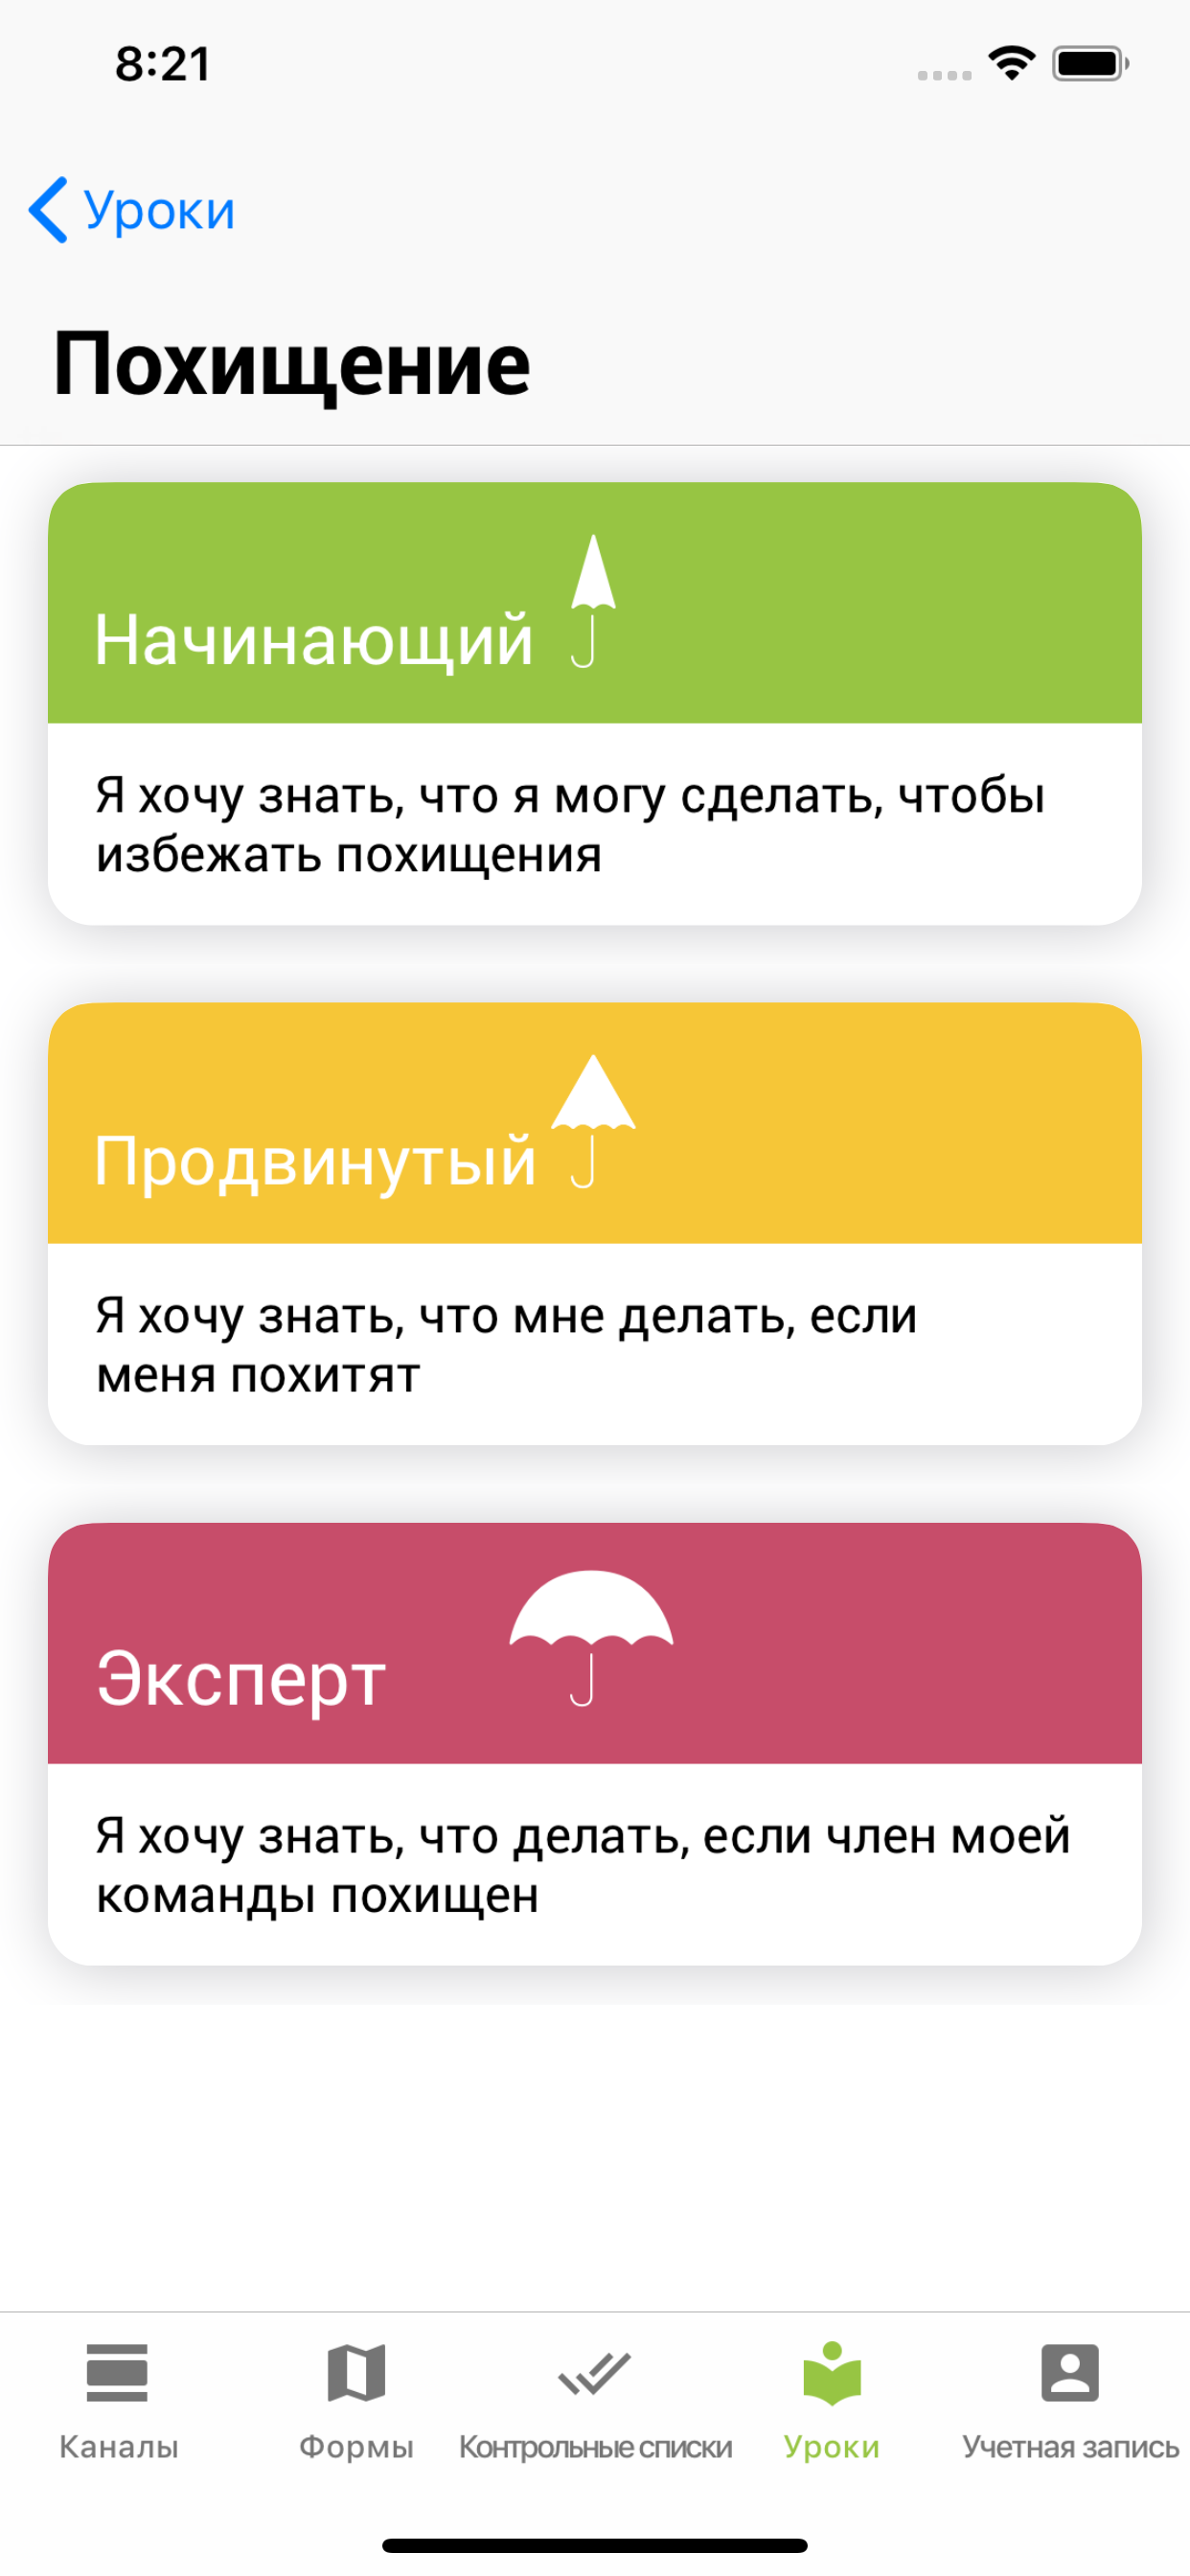 8:21
Уроки
Похищение
Начинающий
Я хочу знать, что я могу сделать, чтобы
избежать похищения
Продвинутый
Я хочу знать, что мне делать, если
меня похитят
Эксперт
Я хочу знать, что делать, если член моей
команды похищен
Каналы
Формы
Контрольные списки
Уроки
Учетная запись